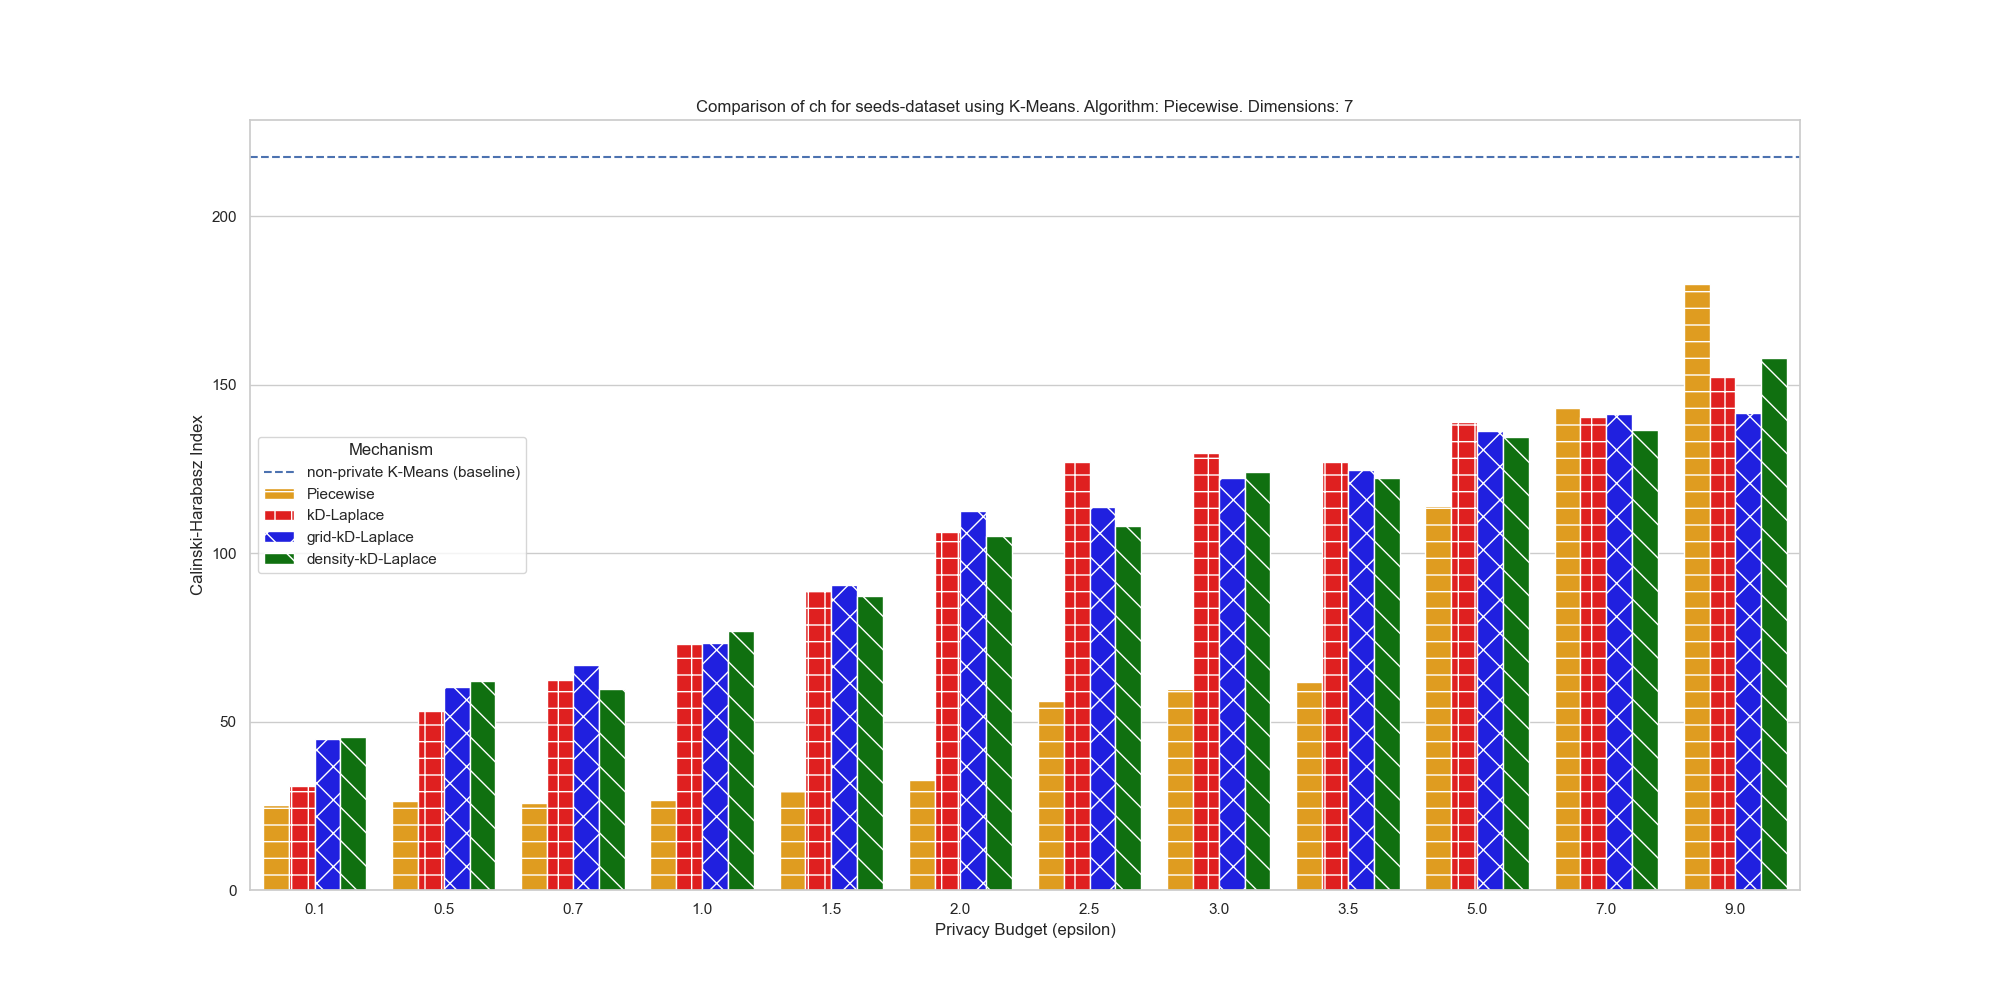 Comparison of ch for seeds-dataset using K-Means. Algorithm: Piecewise. Dimensions: 7
Calinski-Harabasz Index
200
150
100
50
0
Mechanism
non-private K-Means (baseline)
Piecewise
kD-Laplace
grid-kD-Laplace
density-kD-Laplace
0.1 0.5 0.7 1.0 1.5 2.0 2.5 3.0 3.5 5.0 7.0 9.0
Privacy Budget (epsilon)